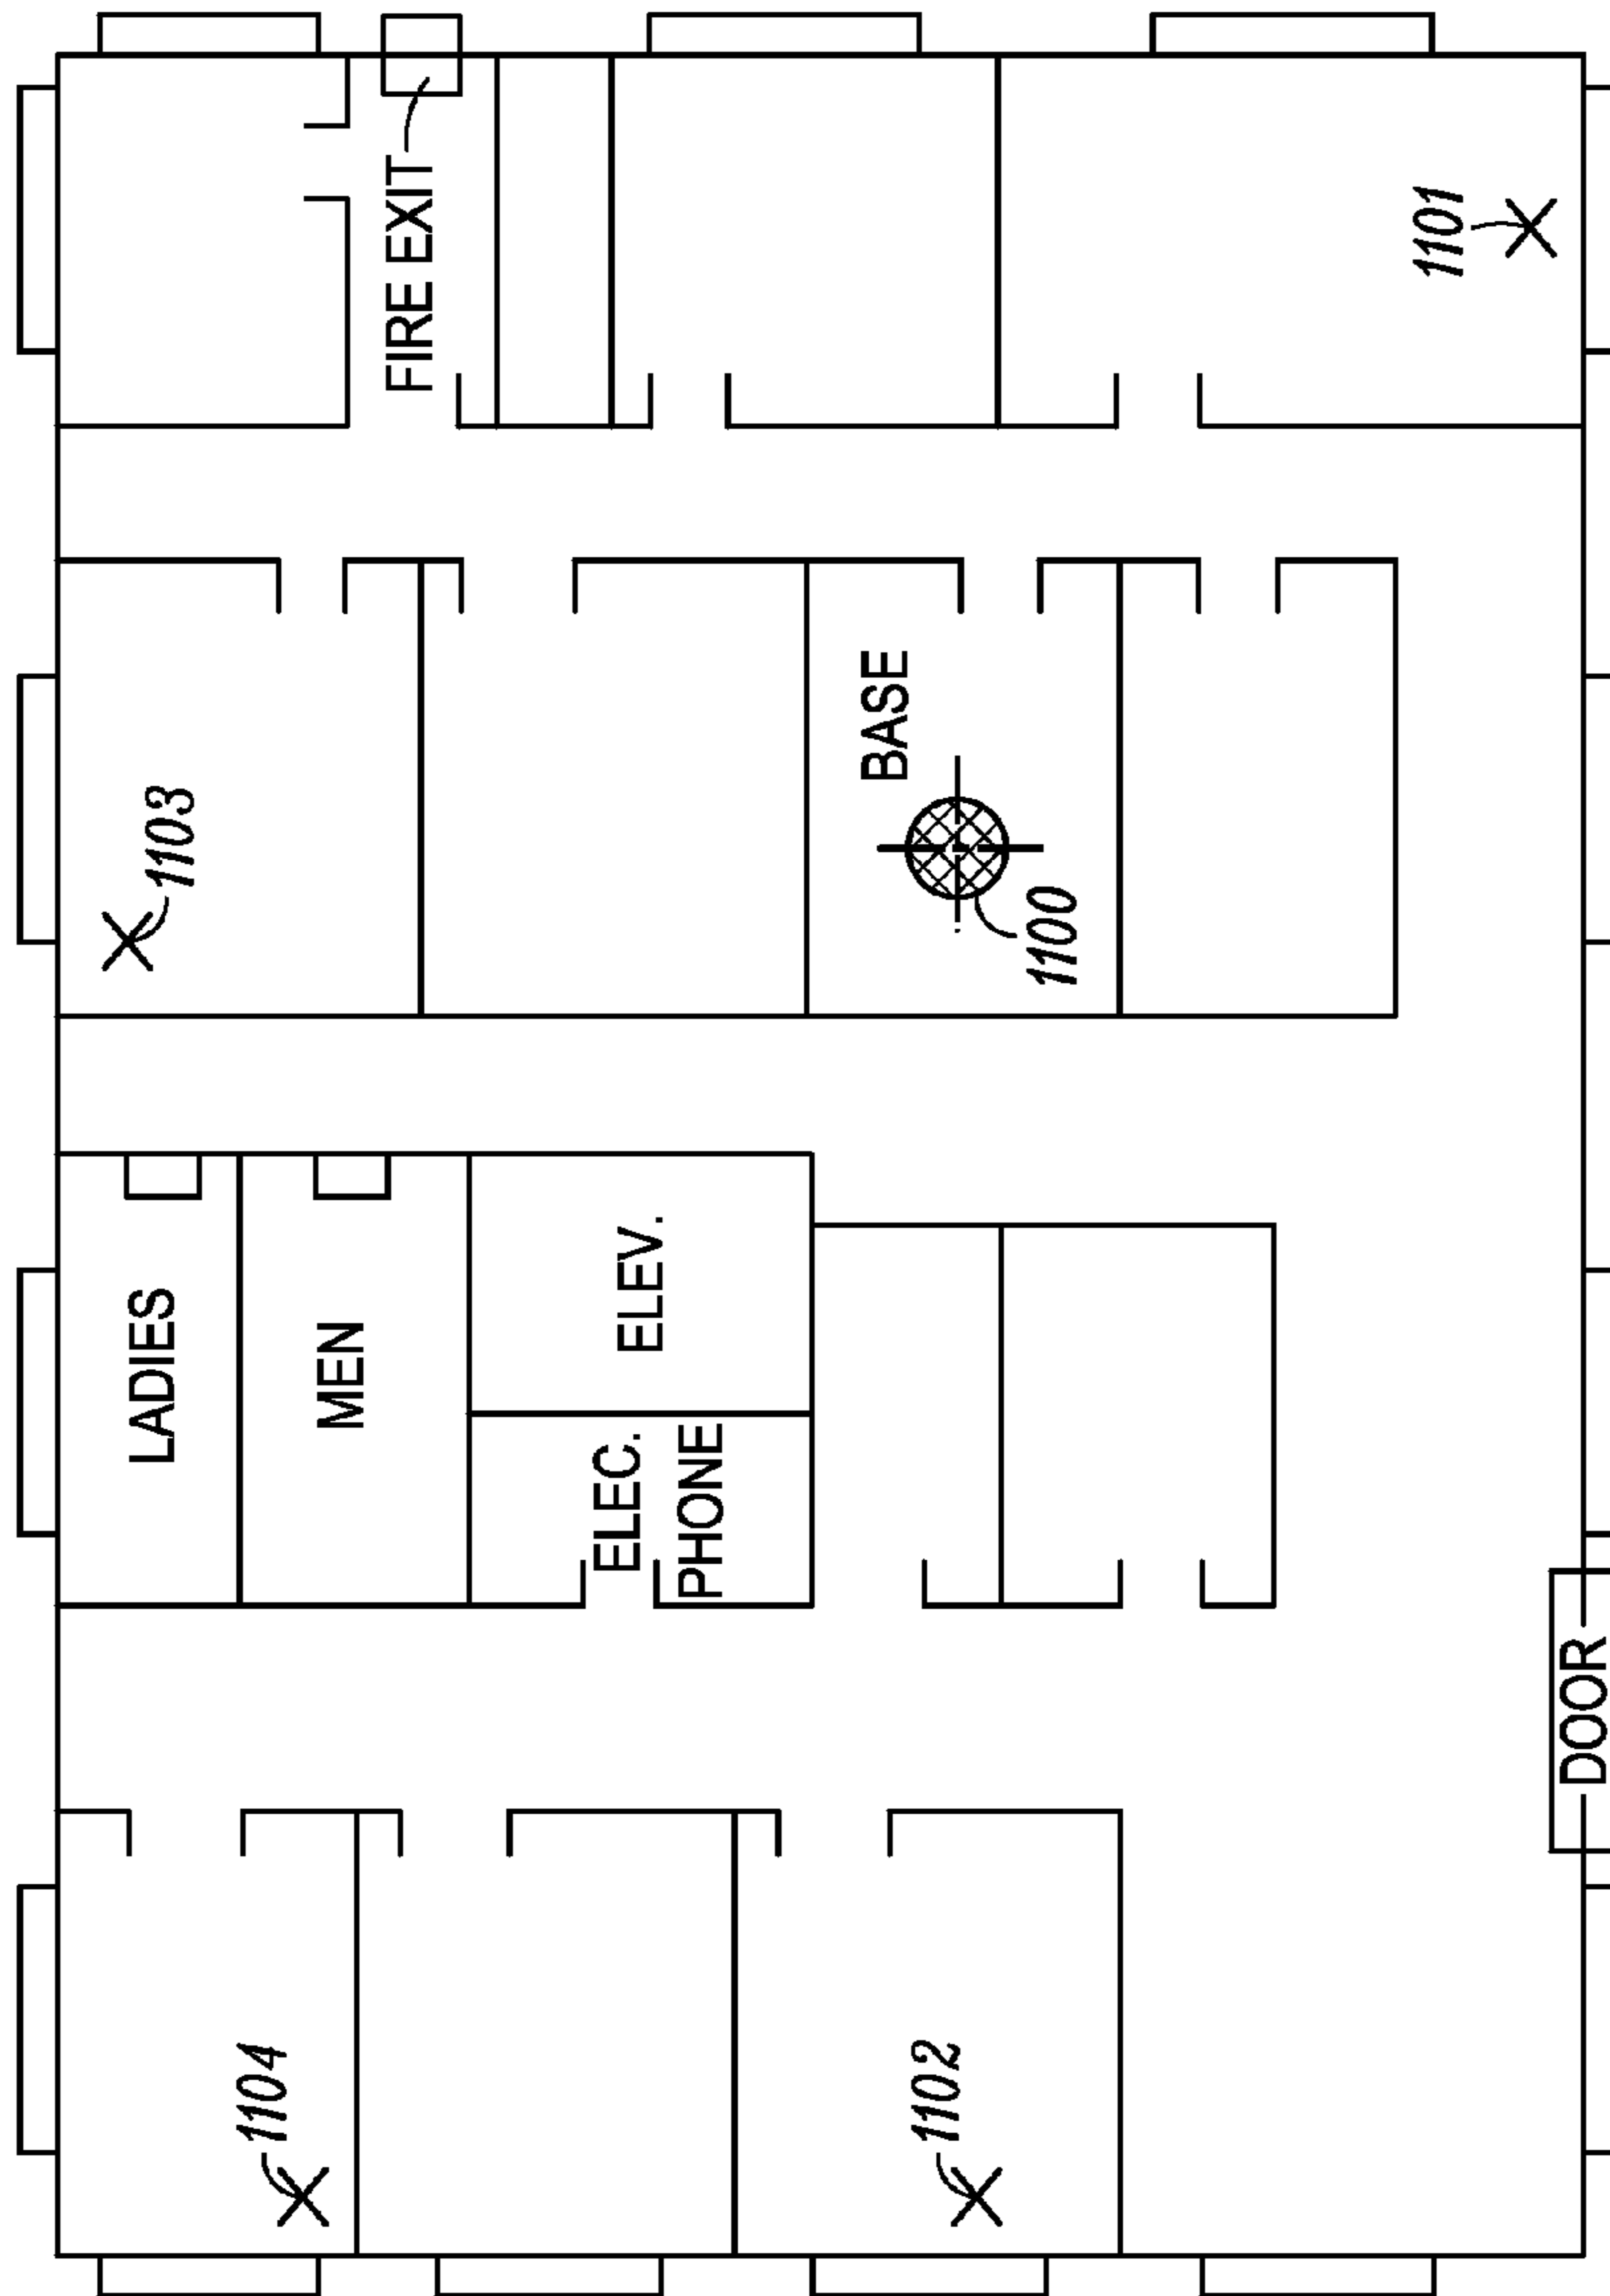 LADIES
1104
1103
MEN
FIRE EXIT
ELEC.
PHONE
ELEV.
BASE
1102
1100
1101
DOOR